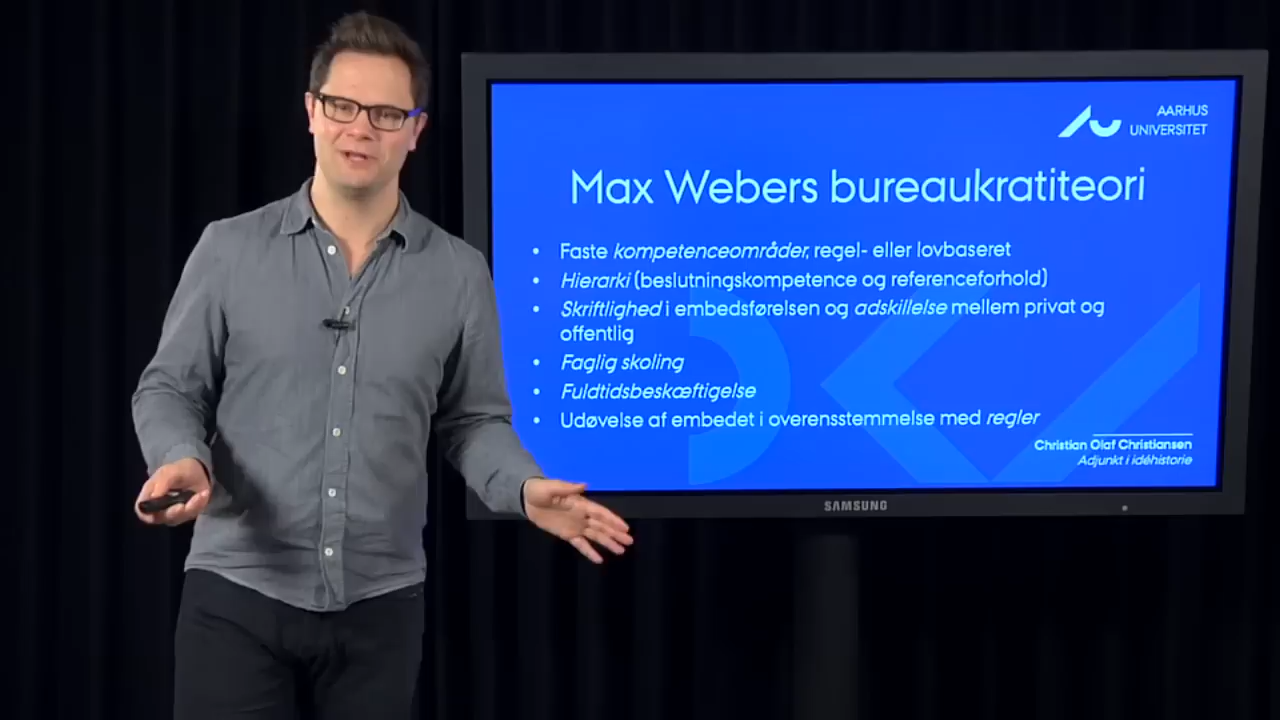 AARHUS
UNIVERSITET
Max Webers bureaukratiteori
• Faste kompetenceområder, regel- eller lovbaseret
• Hierarki (beslutningskompetence og referenceforhold)
• Skriftlighed i embedsførelsen og adskillelse mellem privat og
offentlig
• Faglig skoling
• Fuldtidsbeskæftigelse
• Udøvelse af embedet i overensstemmelse med regler
Christian Olaf Christiansen
Adjunkt i idéhistorie
SAMSUNG